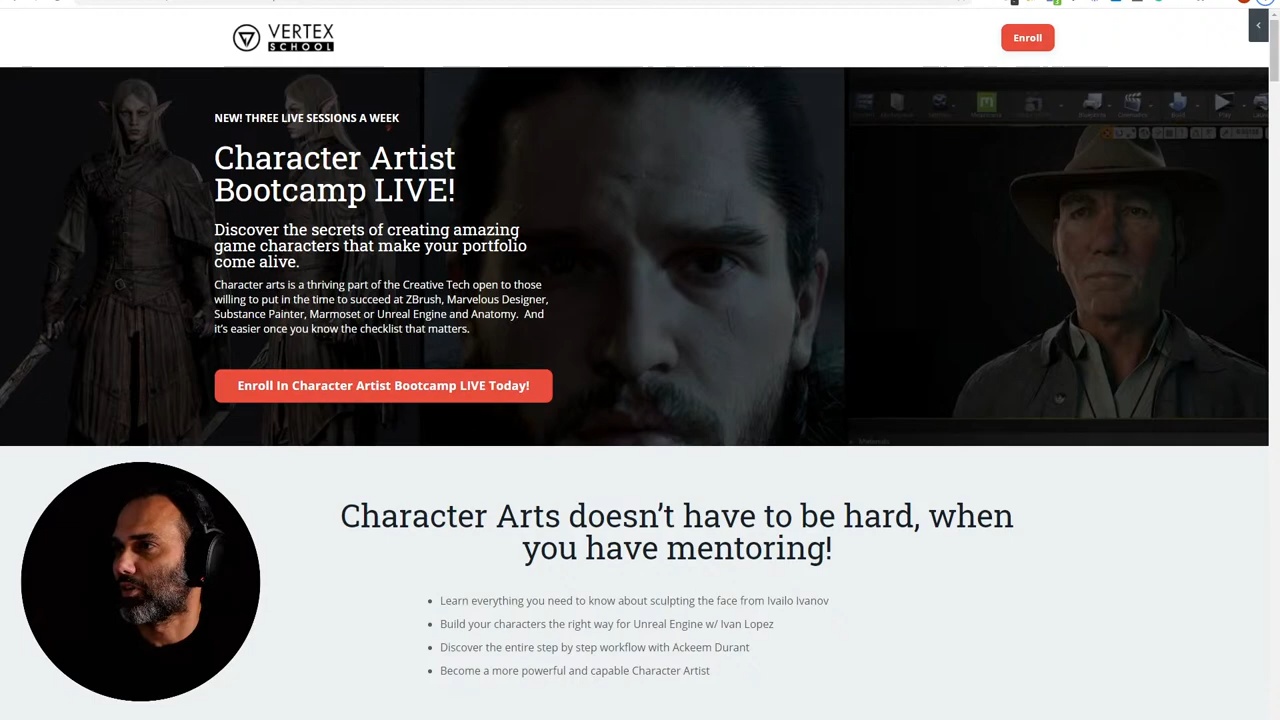 VERTEX
SCHOOL
Enroll
NEW! THREE LIVE SESSIONS A WEEK
Character Artist
Bootcamp LIVE!
Discover the secrets of creating amazing
game characters that make your portfolio
come alive.
Character arts is a thriving part of the Creative Tech open to those
willing to put in the time to succeed at ZBrush, Marvelous Designer,
Substance Painter, Marmoset or Unreal Engine and Anatomy.  And
it's easier once you know the checklist that matters.
Enroll In Character Artist Bootcamp LIVE Today!
Character Arts doesn't have to be hard, when
you have mentoring!
Learn everything you need to know about sculpting the face from Ivailo Ivanov
Build your characters the right way for Unreal Engine w/ Ivan Lopez
Discover the entire step by step workflow with Ackeem Durant
Become a more powerful and capable Character Artist